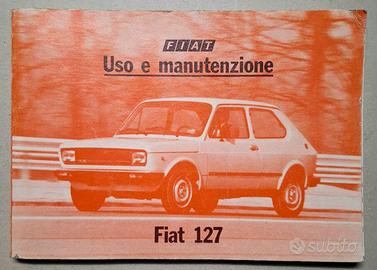 FIAT
Uso e manutenzione
Fiat 127
subito